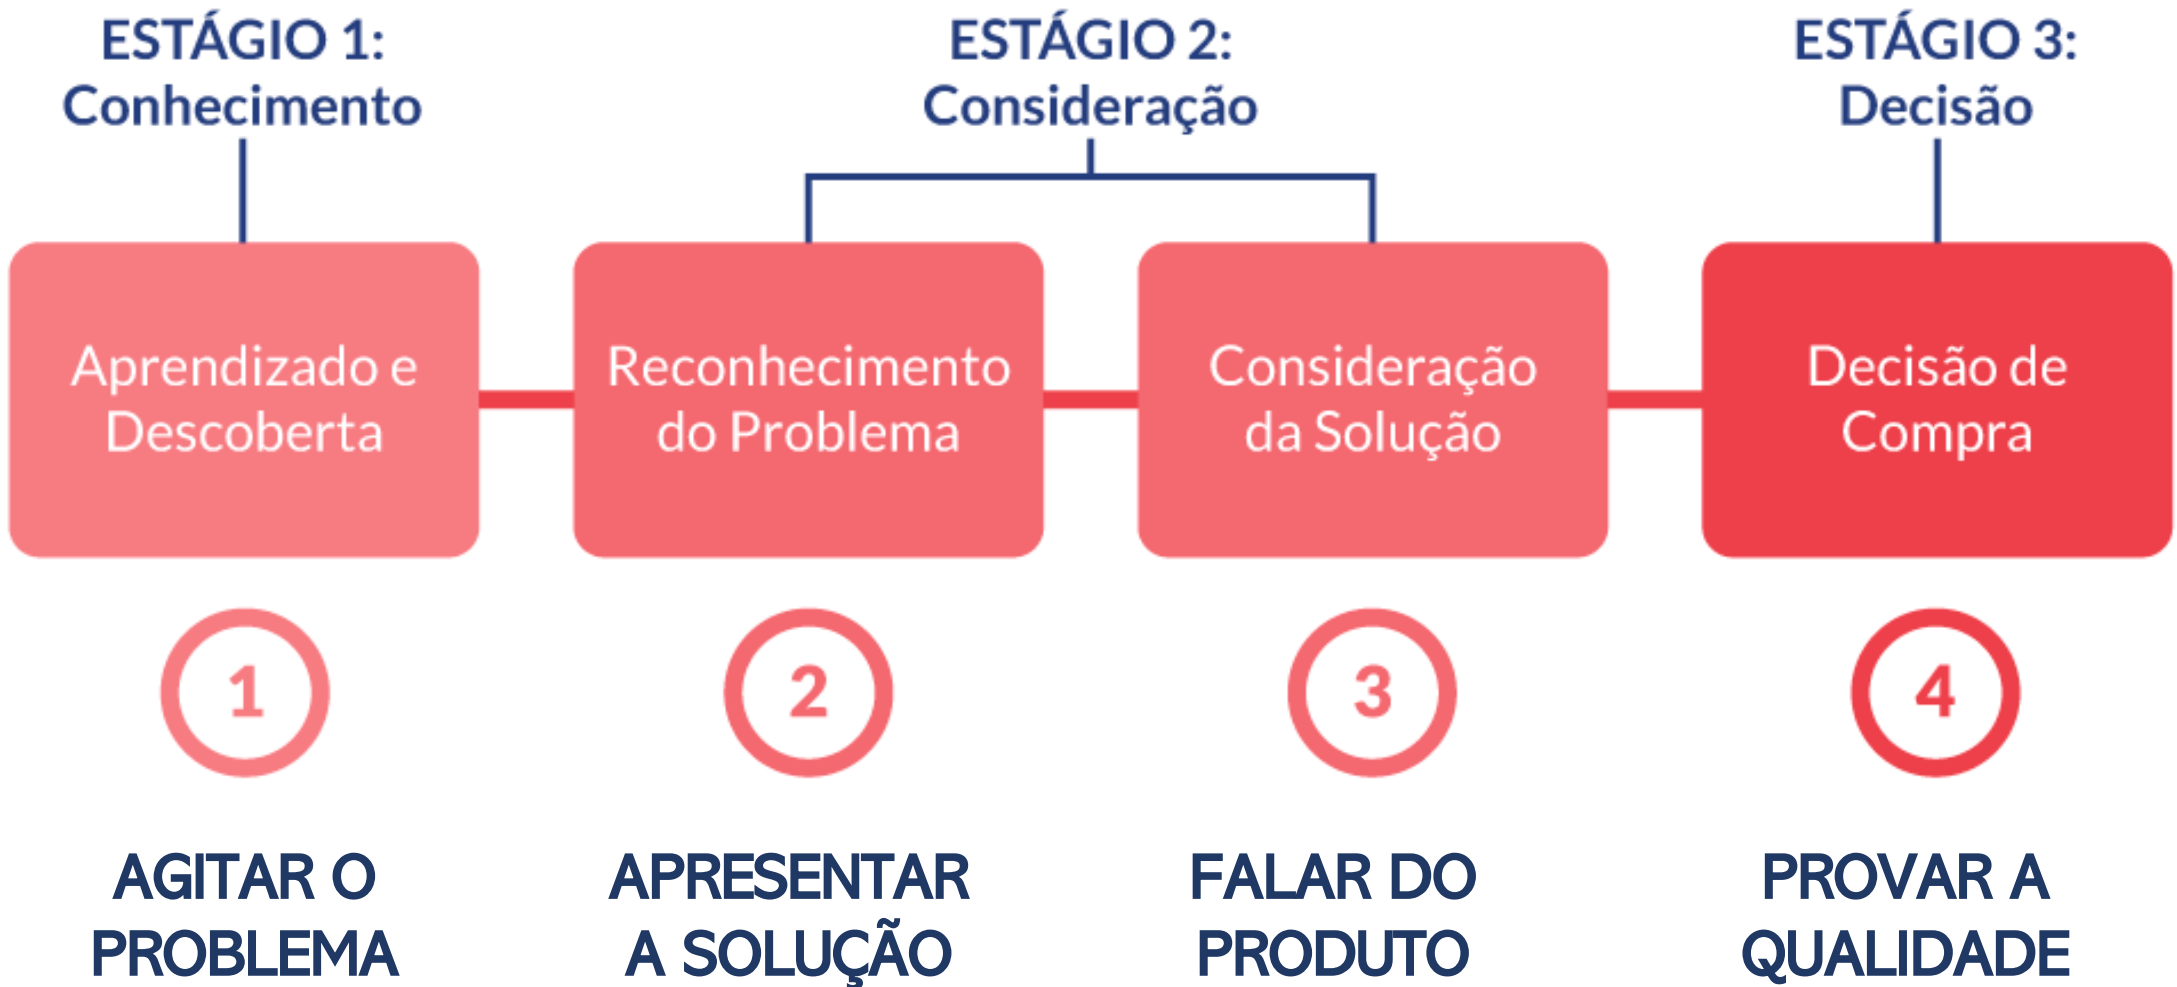 ESTÁGIO 1:
Conhecimento
ESTÁGIO 2:
Consideração
ESTÁGIO 3:
Decisão
Aprendizado e
Descoberta
Reconhecimento
do Problema
Consideração
da Solução
Decisão de
Compra
1
2
3
4
AGITAR O
PROBLEMA
APRESENTAR
A SOLUÇÃO
FALAR DO
PRODUTO
PROVAR A
QUALIDADE